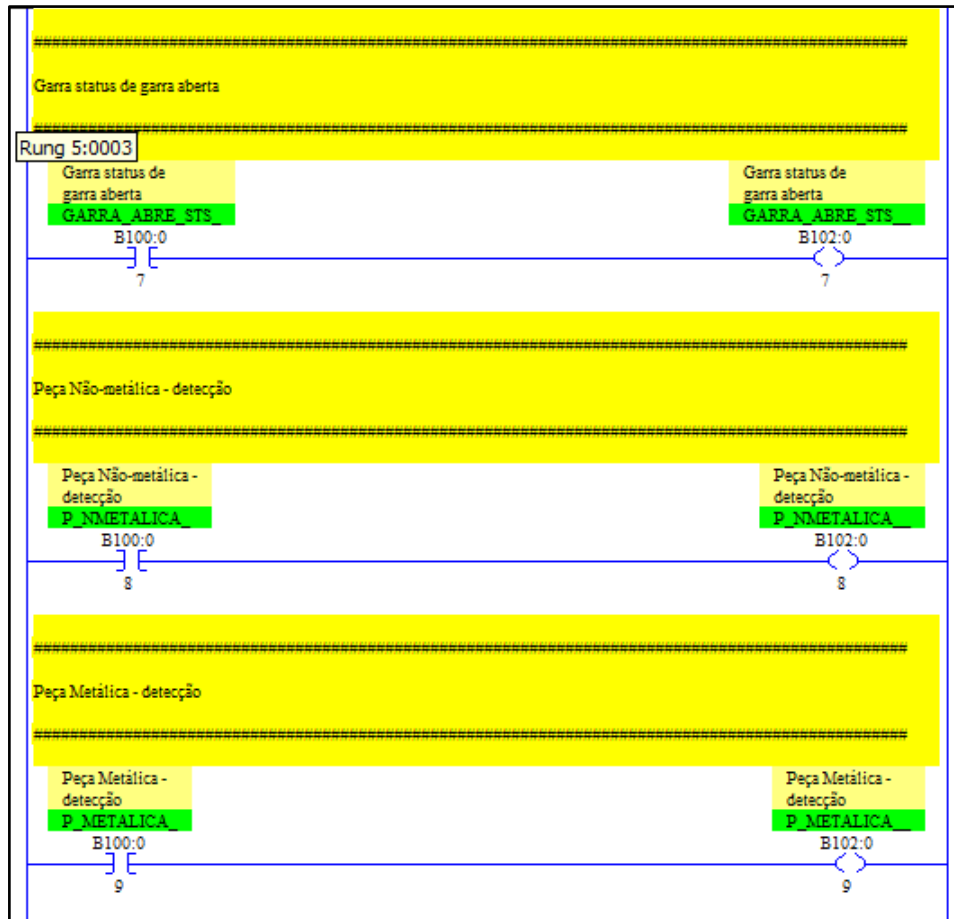 #################################################################################################
Garra status de garra aberta
#################################################################################################
Rung 5:0003
Garra status de
garra aberta
GARRA_ABRE_STS_
B100:0
7
Garra status de
garra aberta
GARRA_ABRE_STS__
B102:0
7
#################################################################################################
Peça Não-metálica - detecção
#################################################################################################
Peça Não-metálica -
detecção
P_NMETALICA_
B100:0
8
Peça Não-metálica -
detecção
P_NMETALICA__
B102:0
8
#################################################################################################
Peça Metálica - detecção
#################################################################################################
Peça Metálica -
detecção
P_METALICA_
B100:0
9
Peça Metálica -
detecção
P_METALICA__
B102:0
9